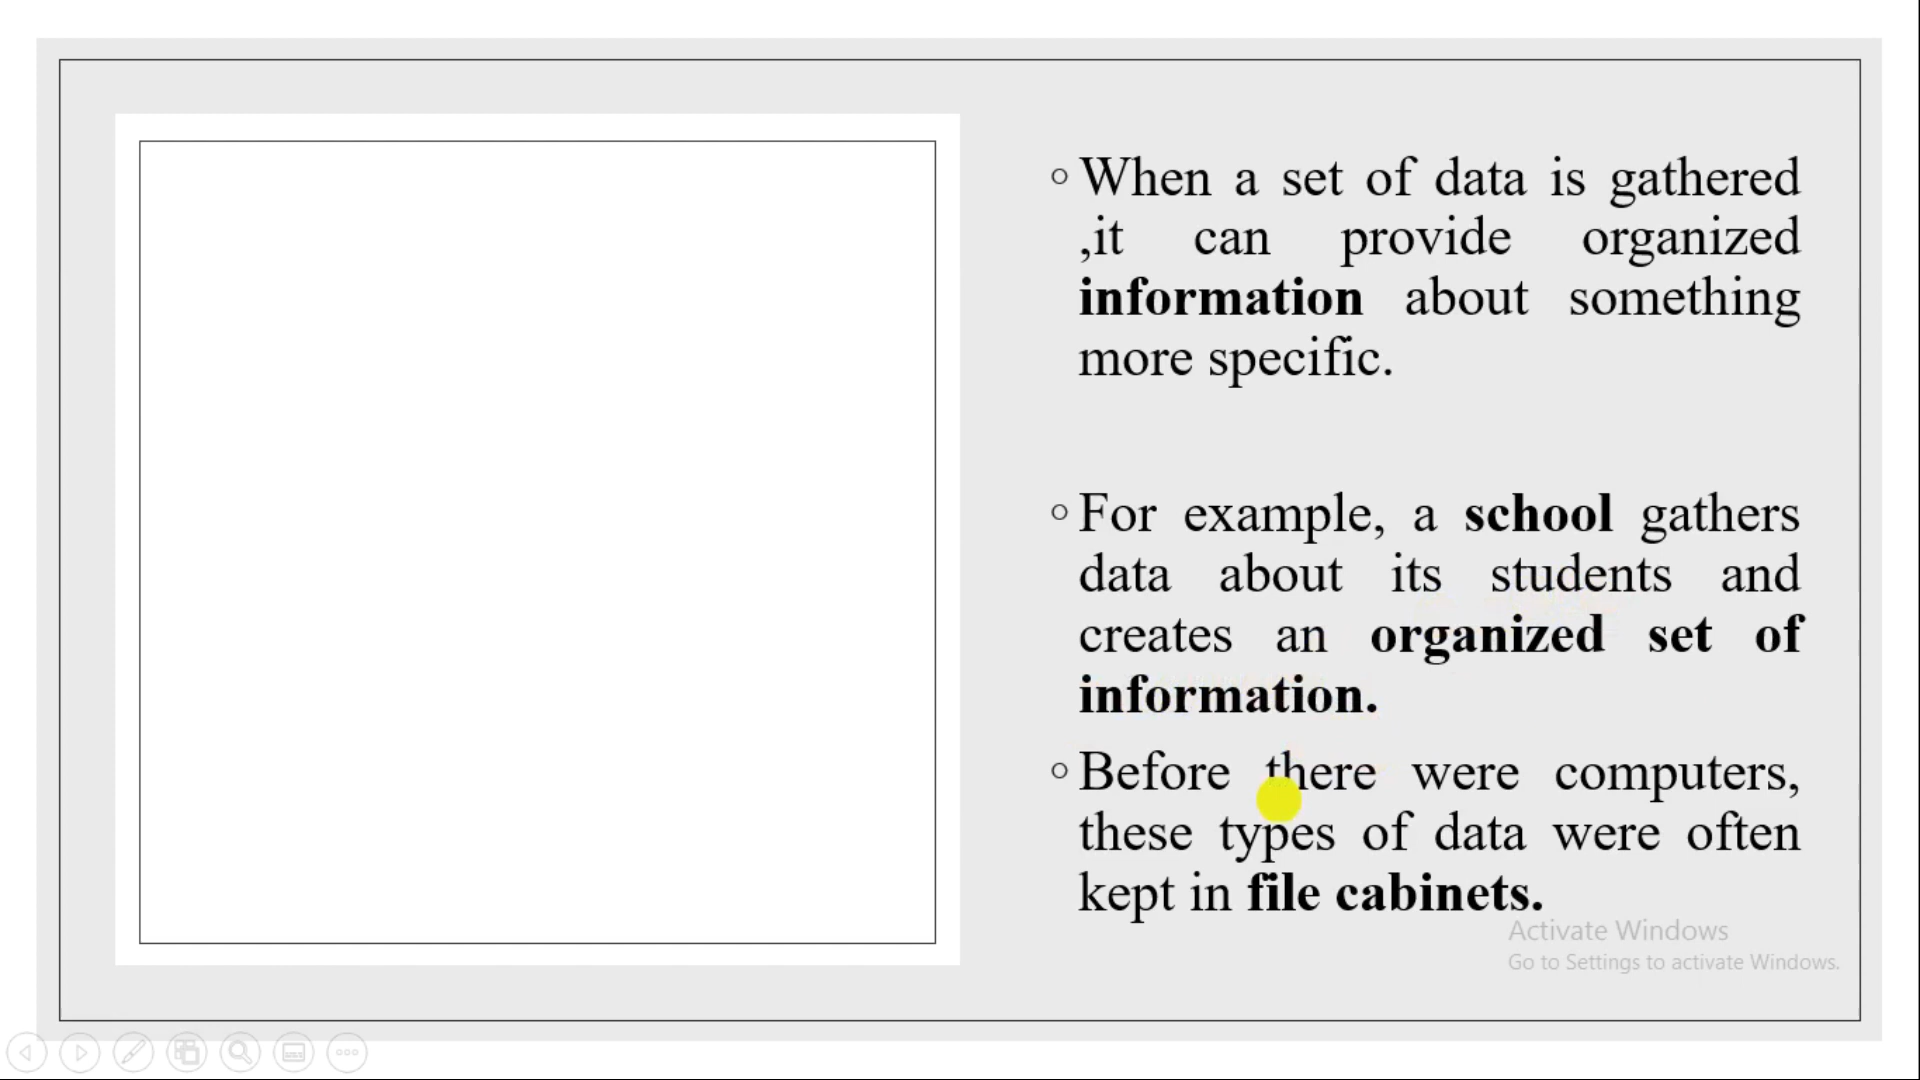 When a set of data is gathered
,it can provide organized
information about something
more specific.
For example, a school gathers
data about its students and
creates an organized set of
information.
Before there were computers,
these types of data were often
kept in file cabinets.
Activate Windows
Go to Settings to activate Windows.